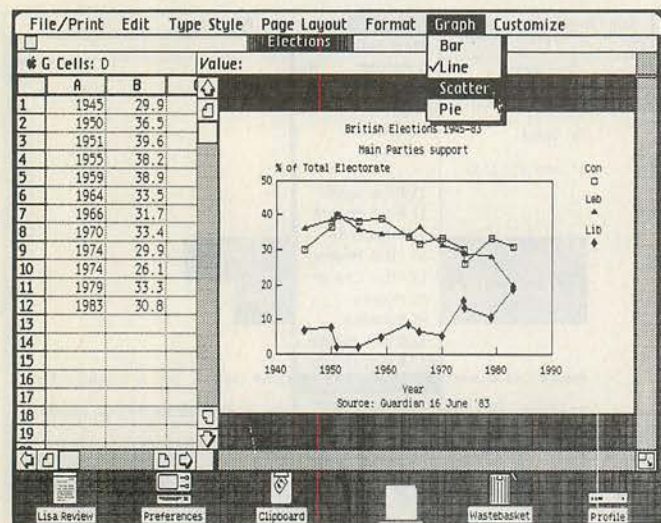 File/Print Edit Type Style Page Layout Format Graph Customize
Elections
G Cells: D Value:
Bar
✓Line
Scatter
Pie
A B
1 1945 29.9
2 1950 36.5
3 1951 39.6
4 1955 38.2
5 1959 38.9
6 1964 33.5
7 1966 31.7
8 1970 33.4
9 1974 29.9
10 1974 26.1
11 1979 33.3
12 1983 30.8
13
14
15
16
17
18
19
British Elections 1945-83
Main Parties support
% of Total Electorate
Con
Lab
Lib
50
40
30
20
10
0
1940 1950 1960 1970 1980 1990
Year
Source: Guardian 16 June '83
Lisa Review Preferences Clipboard Wastebasket Profile